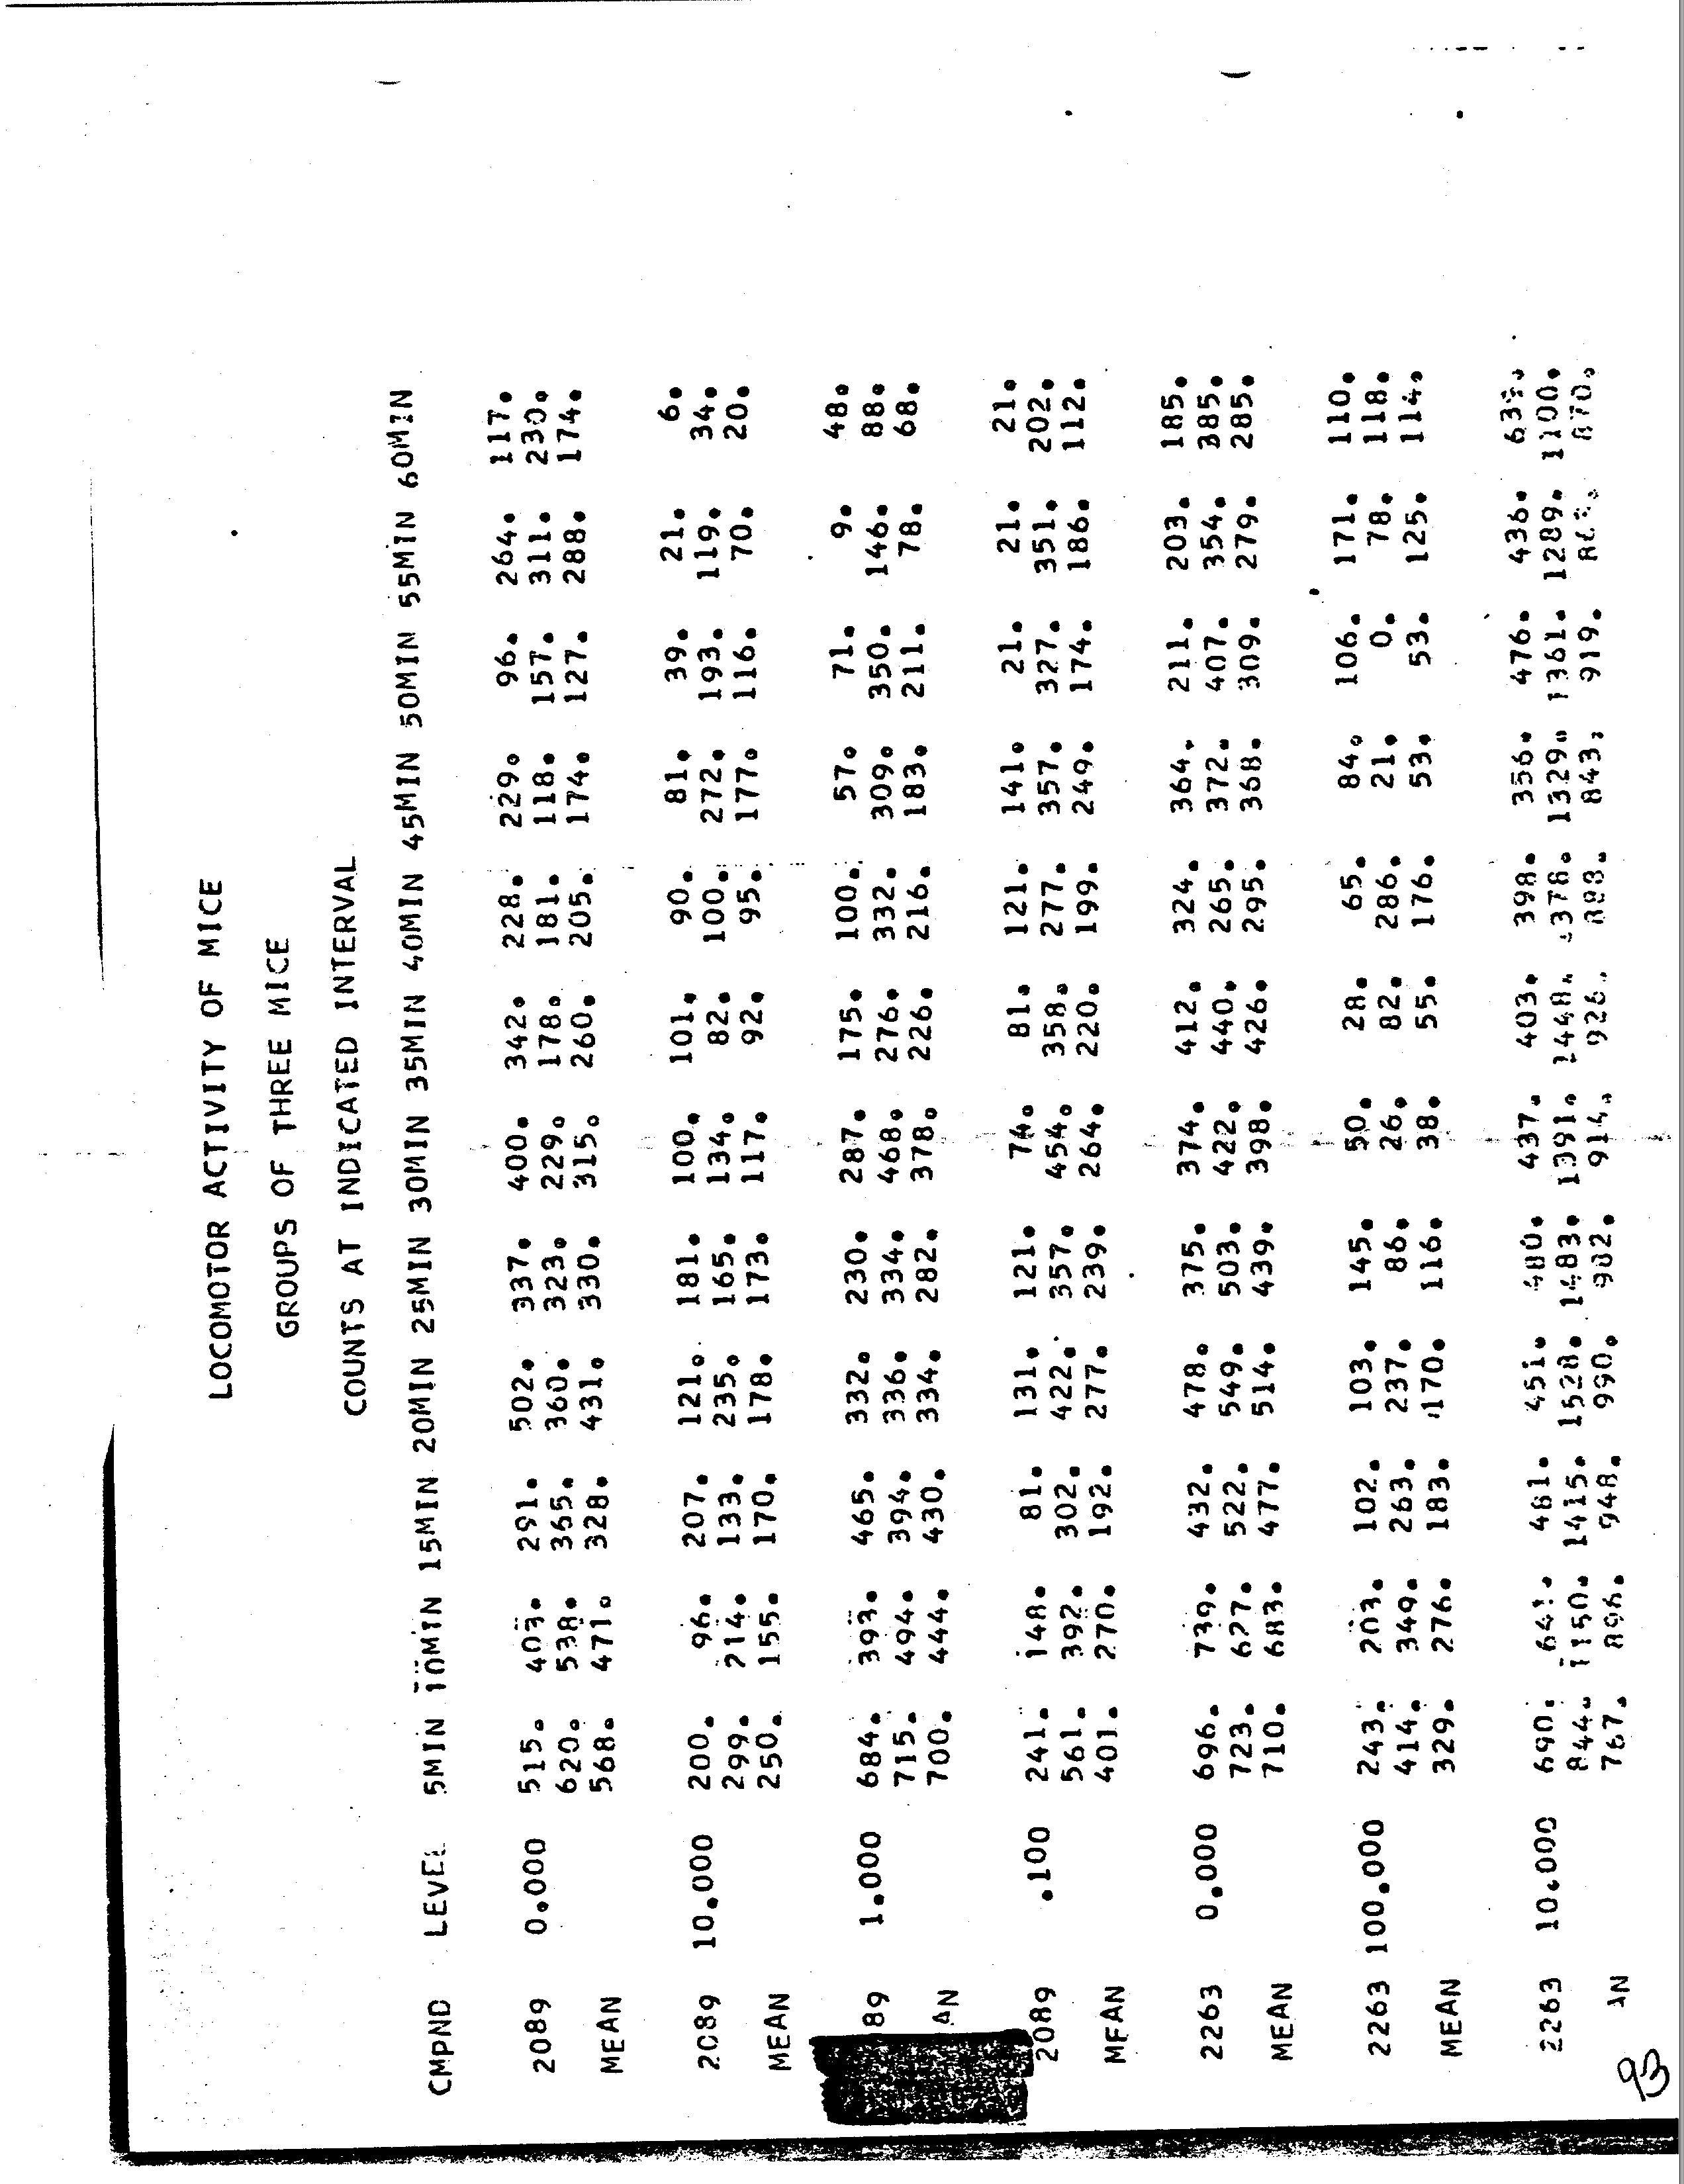 LOCOMOTOR ACTIVITY OF MICE
GROUPS OF THREE MICE
COUNTS AT INDICATED INTERVAL
CMPND LEVEL 5MIN 10MIN 15MIN 20MIN 25MIN 30MIN 35MIN 40MIN 45MIN 50MIN 55MIN 60MIN
2089 0.000 515. 403. 291. 502. 337. 400. 342. 228. 229. 96. 264. 117.
620. 538. 365. 360. 323. 229. 178. 181. 118. 157. 311. 230.
MEAN 568. 471. 328. 431. 330. 315. 260. 205. 174. 127. 288. 174.
2089 10.000 200. 96. 207. 121. 181. 100. 101. 90. 81. 39. 21. 6.
299. 214. 133. 235. 165. 134. 82. 100. 272. 193. 119. 34.
MEAN 250. 155. 170. 178. 173. 117. 92. 95. 177. 116. 70. 20.
89 1.000 684. 393. 465. 332. 230. 287. 175. 100. 57. 71. 9. 48.
715. 494. 394. 336. 334. 468. 276. 332. 309. 350. 146. 88.
AN 700. 444. 430. 334. 282. 378. 226. 216. 183. 211. 78. 68.
2089 .100 241. 148. 81. 131. 121. 74. 81. 121. 141. 21. 21. 21.
561. 392. 302. 422. 357. 454. 358. 277. 357. 327. 351. 202.
MFAN 401. 270. 192. 277. 239. 264. 220. 199. 249. 174. 186. 112.
2263 0.000 696. 739. 432. 478. 375. 374. 412. 324. 364. 211. 203. 185.
723. 627. 522. 549. 503. 422. 440. 265. 372. 407. 354. 385.
MEAN 710. 683. 477. 514. 439. 398. 426. 295. 368. 309. 279. 285.
2263 100.000 243. 203. 102. 103. 145. 50. 28. 65. 84. 106. 171. 110.
414. 349. 263. 237. 86. 26. 82. 286. 21. 0. 78. 118.
MEAN 329. 276. 183. 170. 116. 38. 55. 176. 53. 53. 125. 114.
2263 10.000 690. 641. 481. 451. 480. 437. 403. 398. 356. 476. 436.
844. 1150. 1415. 1528. 1483. 1391. 1448. 1329. 1361. 1289. 1100.
AN 767. 896. 948. 990. 982. 914. 926. 843. 919. 870.
93